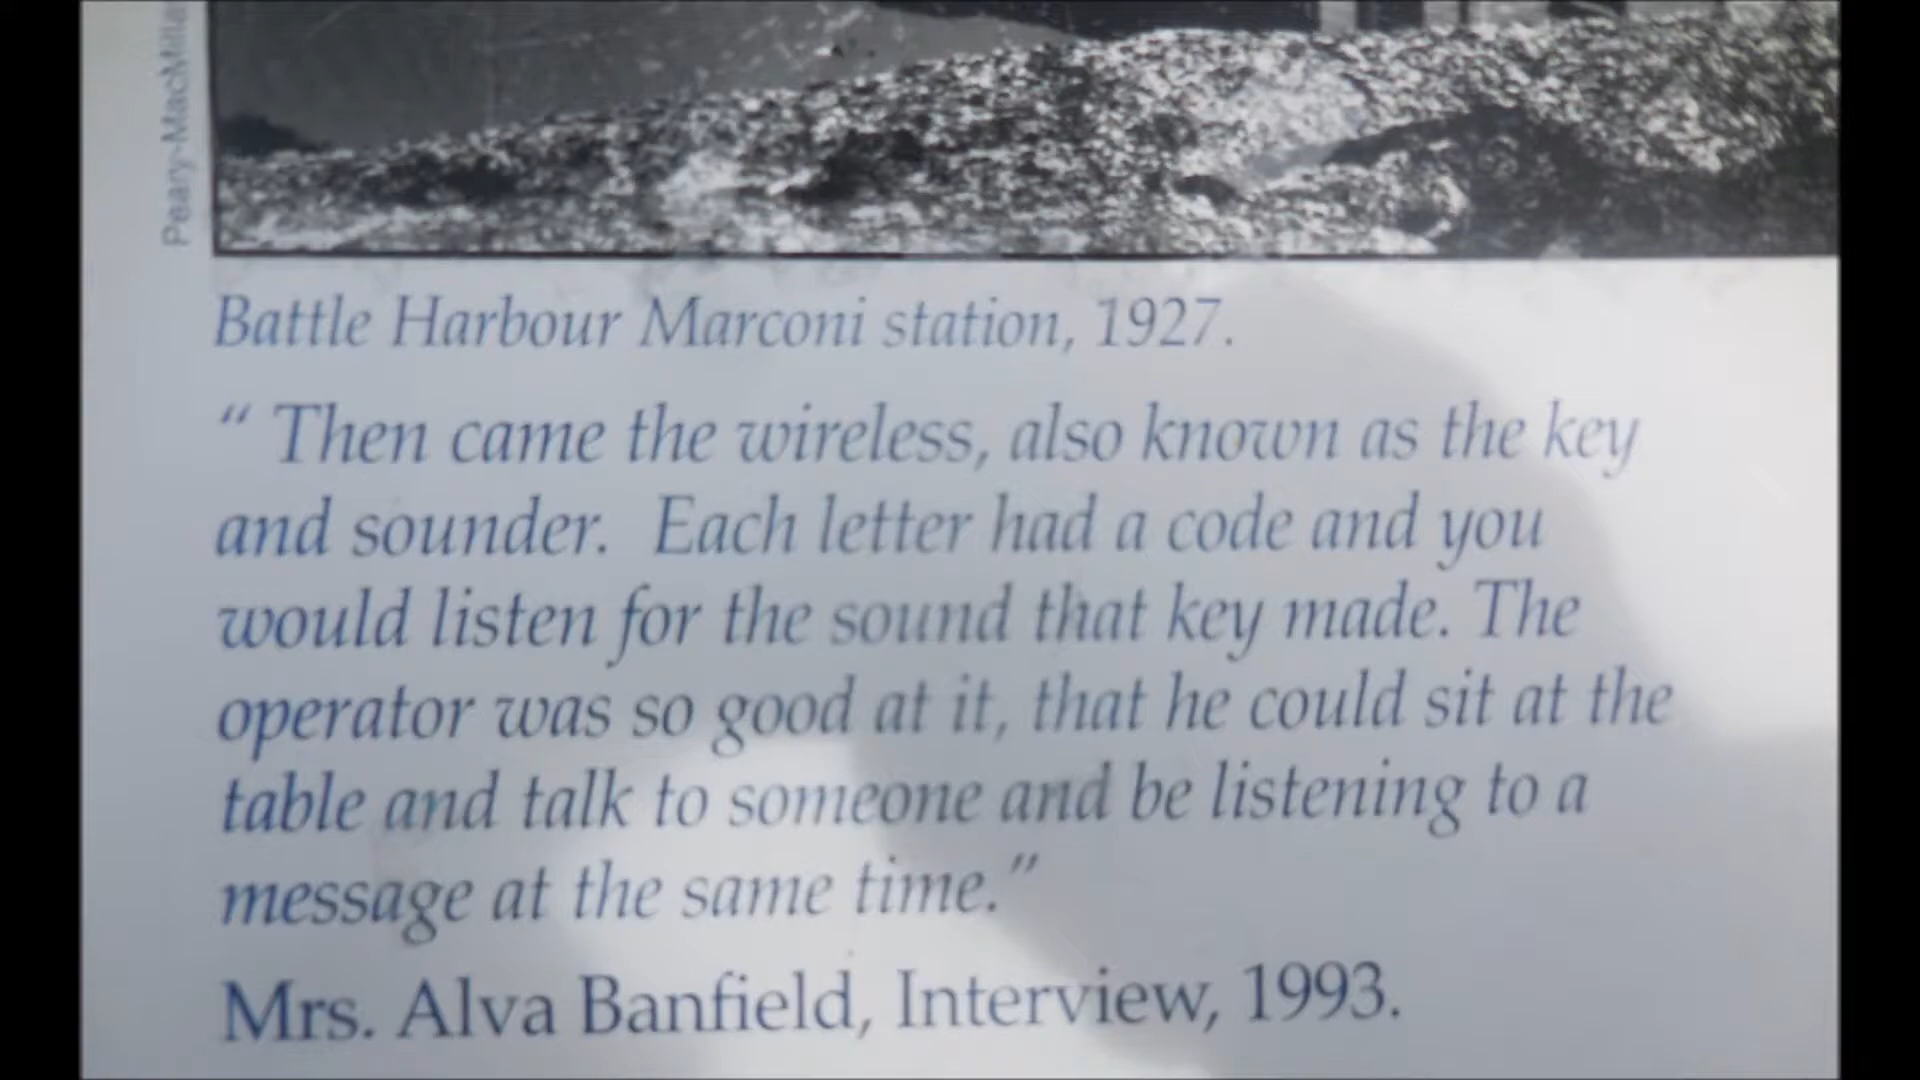 Peary-MacMillan
Battle Harbour Marconi station, 1927.
“ Then came the wireless, also known as the key
and sounder. Each letter had a code and you
would listen for the sound that key made. The
operator was so good at it, that he could sit at the
table and talk to someone and be listening to a
message at the same time.”
Mrs. Alva Banfield, Interview, 1993.